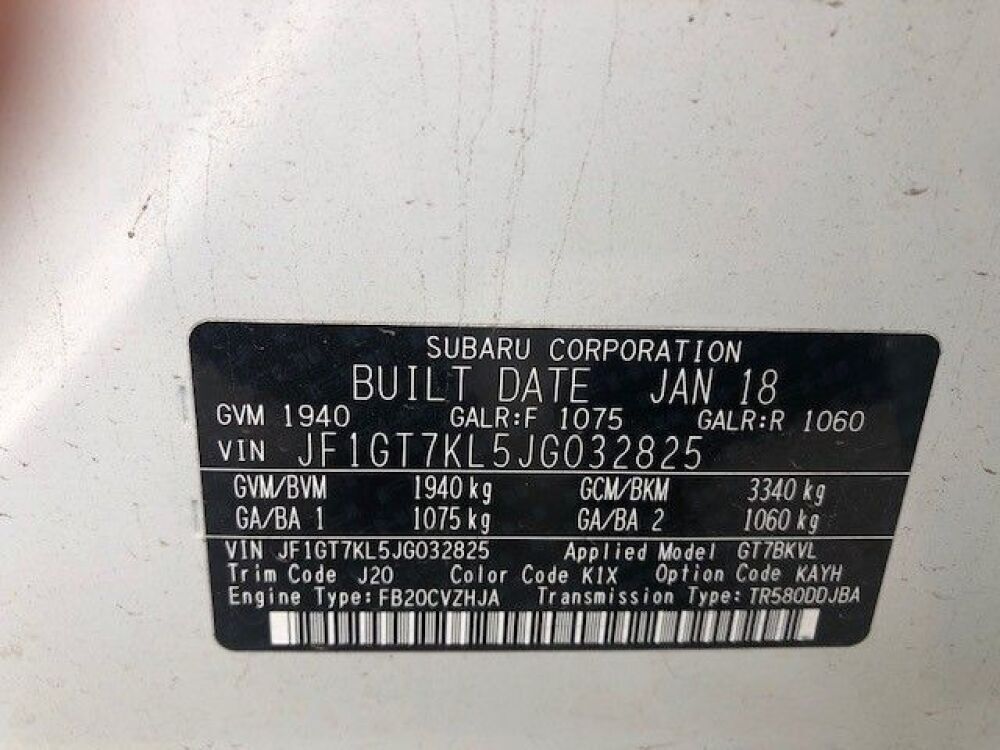 SUBARU CORPORATION
BUILT DATE JAN 18
GVM 1940 GALR:F 1075 GALR:R 1060
VIN JF1GT7KL5JG032825
GVM/BVM 1940 kg GCM/BKM 3340 kg
GA/BA 1 1075 kg GA/BA 2 1060 kg
VIN JF1GT7KL5JG032825 Applied Model GT7BKVL
Trim Code J20 Color Code K1X Option Code KAYH
Engine Type:FB20CVZHJA Transmission Type:TR580DDJBA